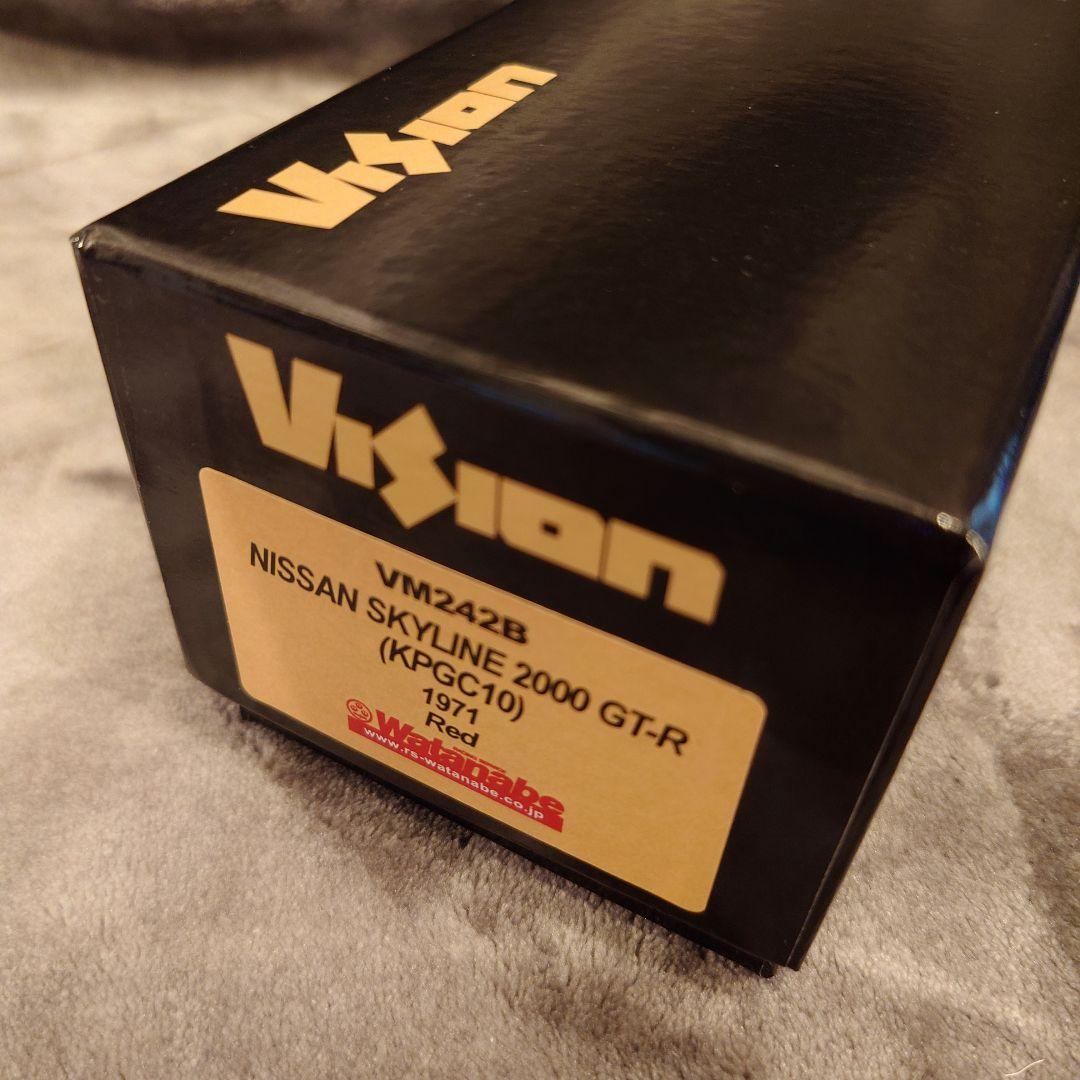 Vision
Vision
VM242B
NISSAN SKYLINE 2000 GT-R
(KPGC10)
1971
Red
Watanabe
www.rs-watanabe.co.jp